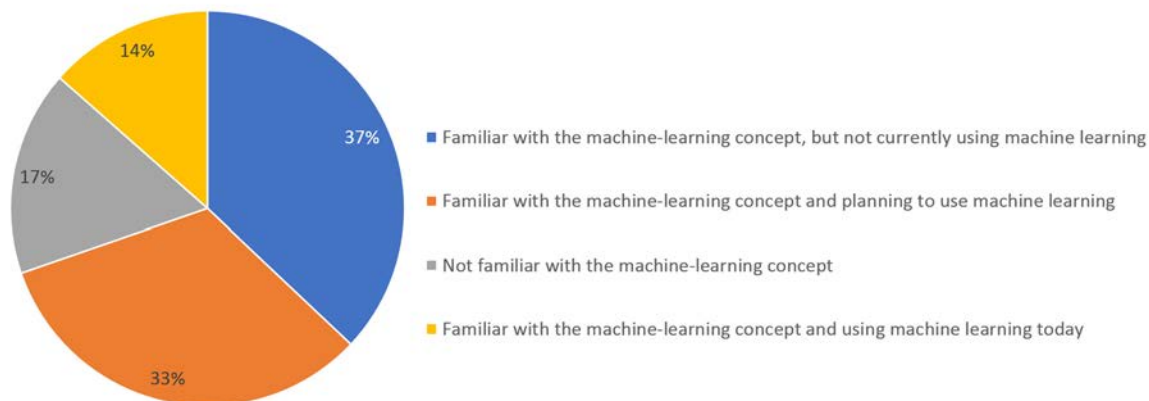 14%
37%
17%
33%
Familiar with the machine-learning concept, but not currently using machine learning
Familiar with the machine-learning concept and planning to use machine learning
Not familiar with the machine-learning concept
Familiar with the machine-learning concept and using machine learning today